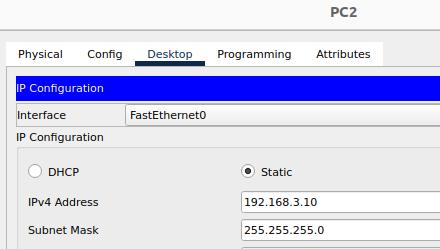 PC2
Physical Config Desktop Programming Attributes
IP Configuration
Interface FastEthernet0
IP Configuration
DHCP Static
IPv4 Address 192.168.3.10
Subnet Mask 255.255.255.0